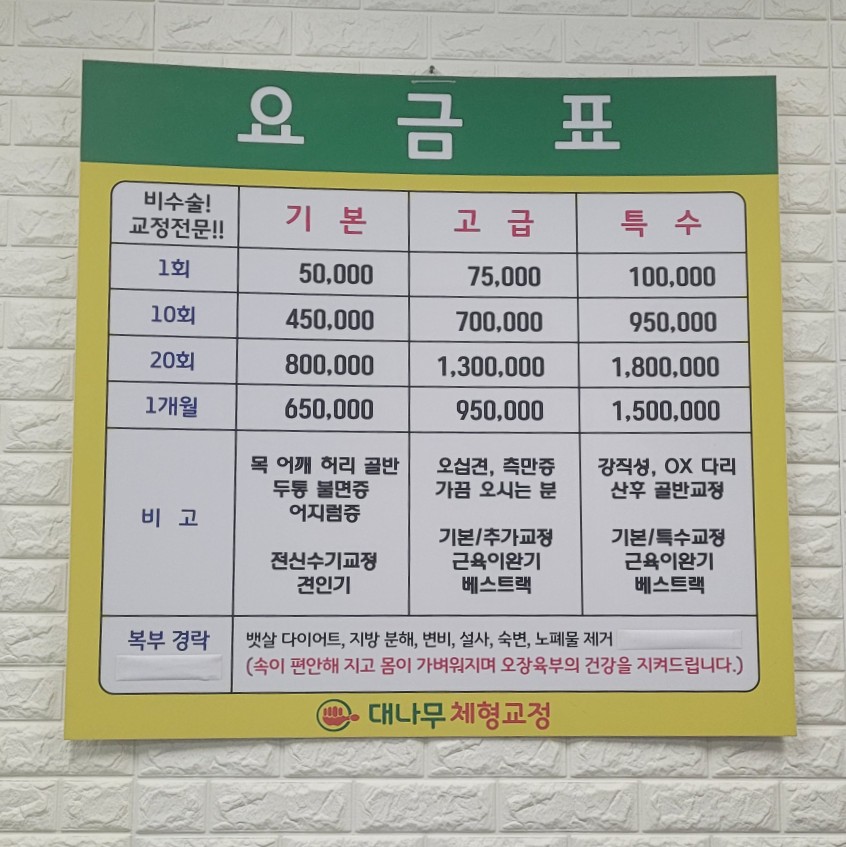 요 금 표
비수술!
교정전문!!
기 본
고 급
특 수
1회
50,000
75,000
100,000
10회
450,000
700,000
950,000
20회
800,000
1,300,000
1,800,000
1개월
650,000
950,000
1,500,000
비 고
목 어깨 허리 골반
두통 불면증
어지럼증
전신수기교정
견인기
오십견, 측만증
가끔 오시는 분
기본/추가교정
근육이완기
베스트랙
강직성, OX 다리
산후 골반교정
기본/특수교정
근육이완기
베스트랙
복부 경락
뱃살 다이어트, 지방 분해, 변비, 설사, 숙변, 노폐물 제거
(속이 편안해 지고 몸이 가벼워지며 오장육부의 건강을 지켜드립니다.)
대나무 체형교정